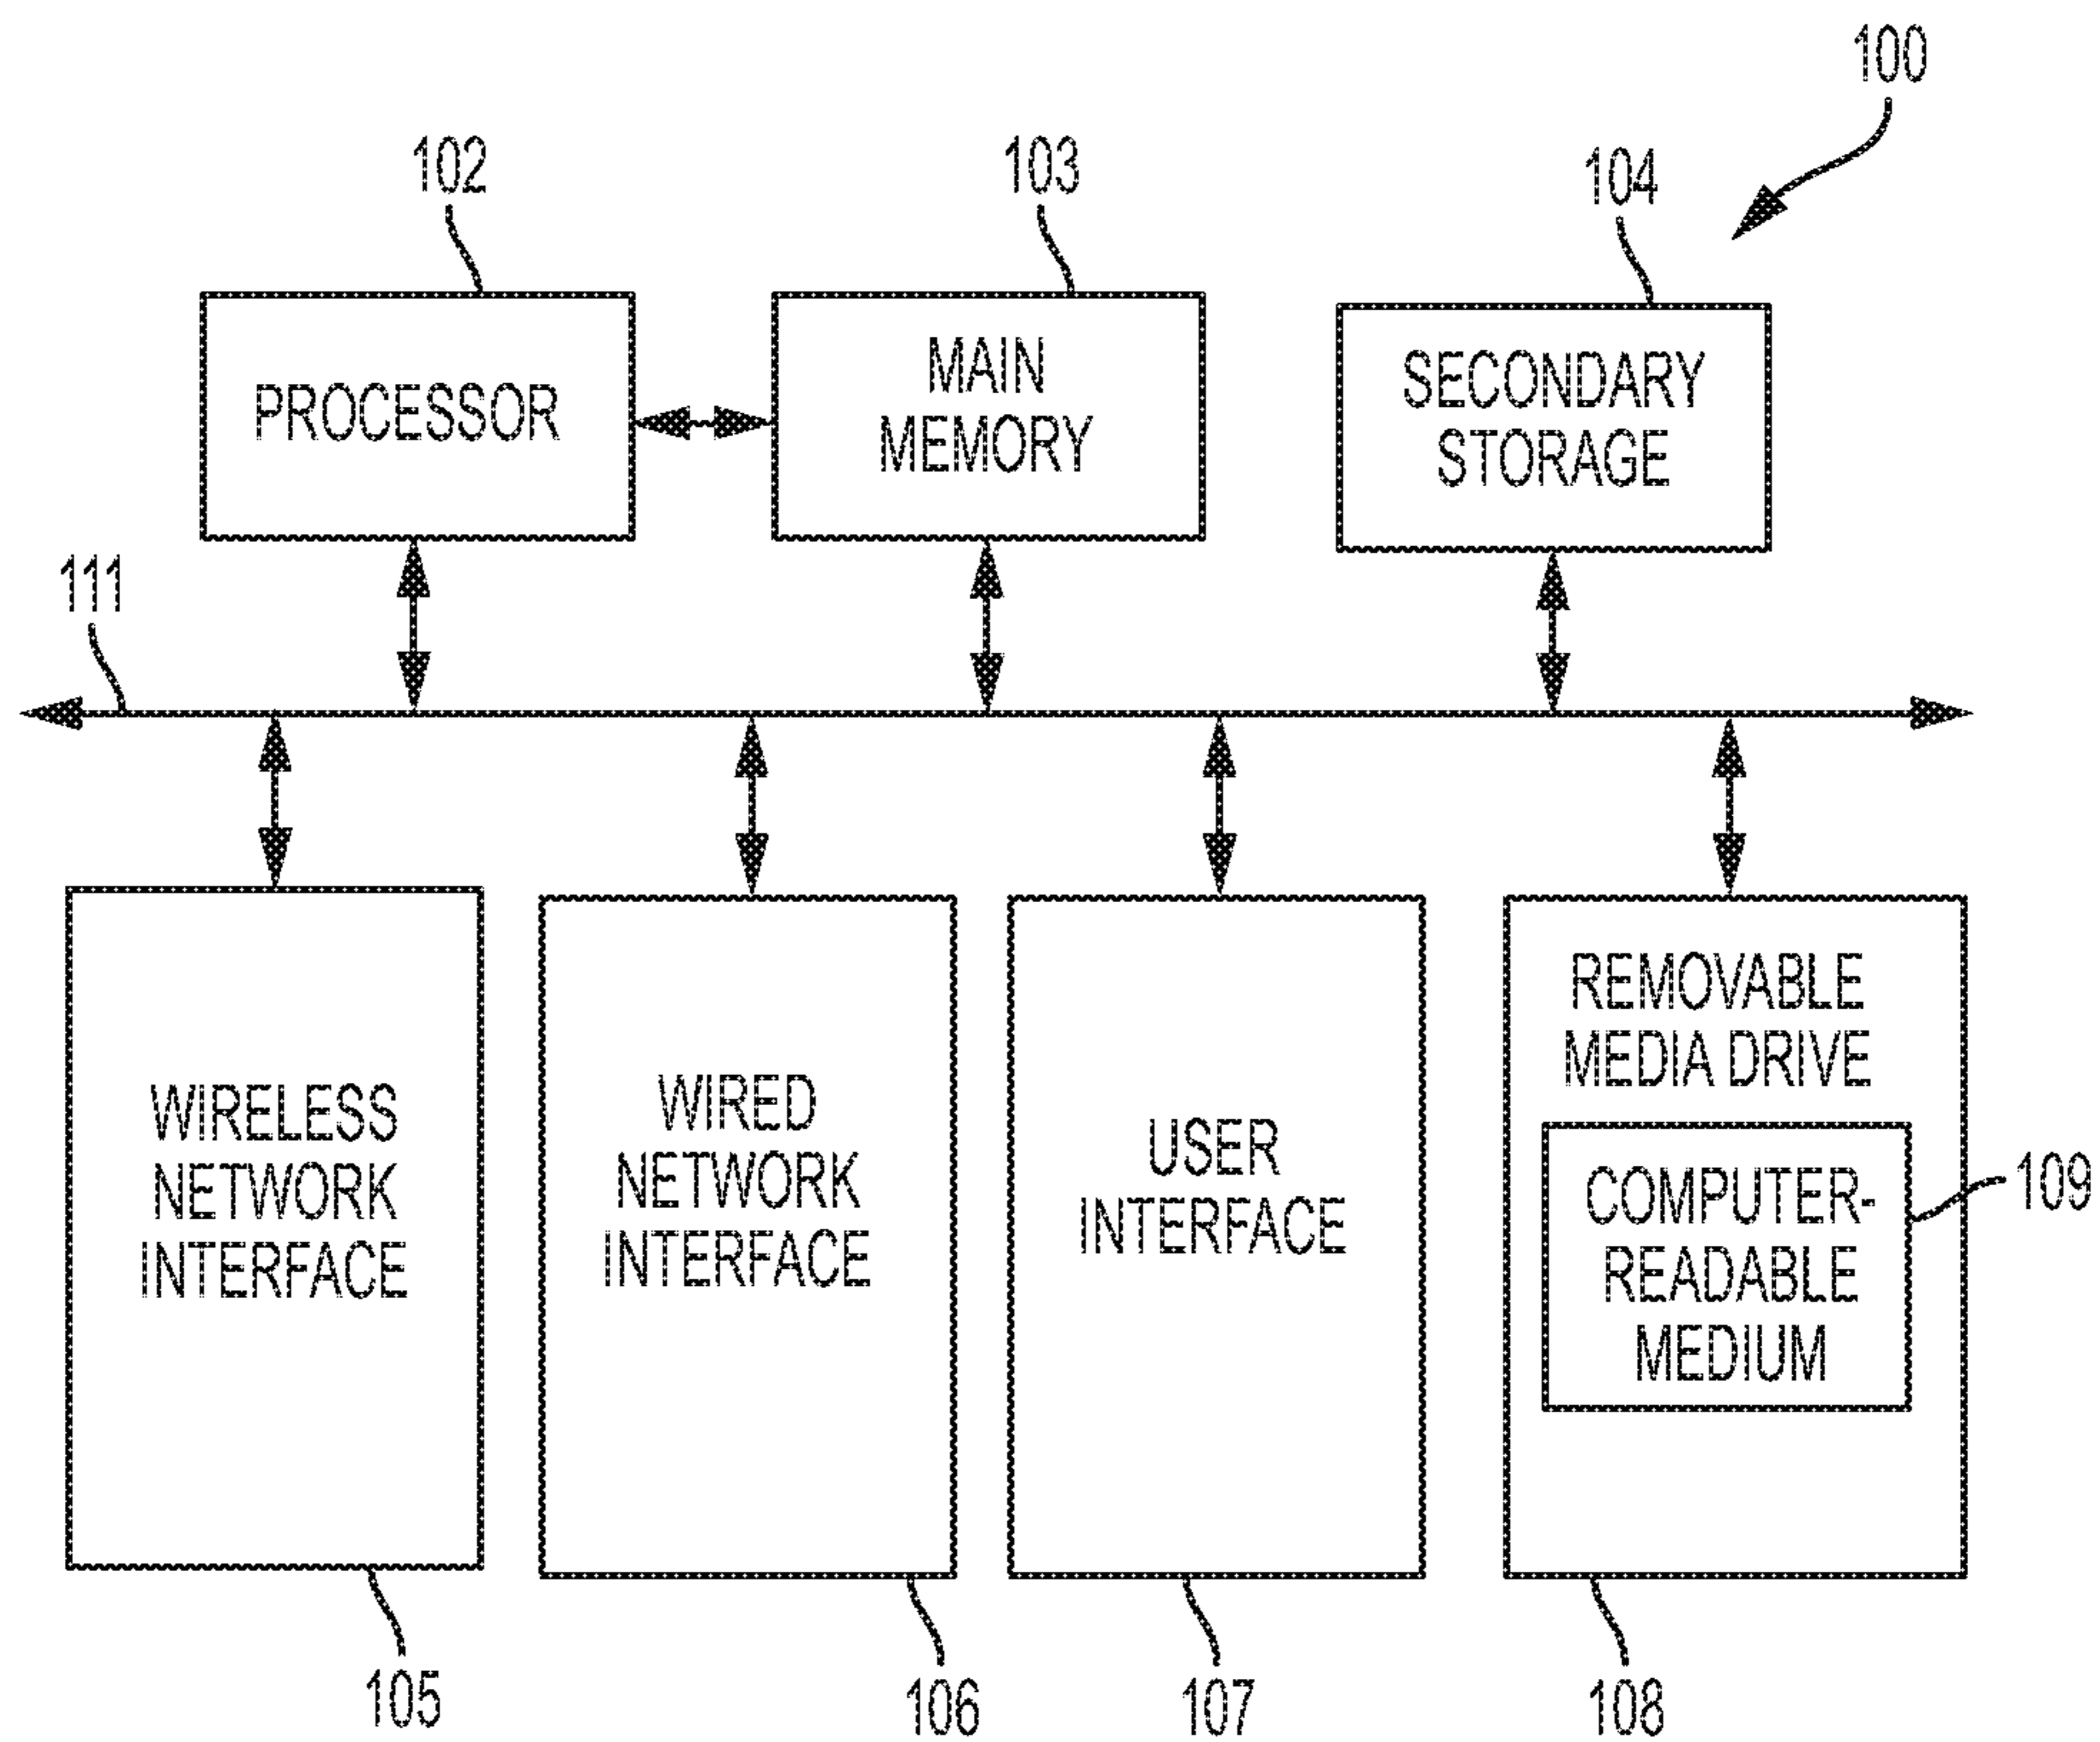 100
102
103
104
PROCESSOR
MAIN
MEMORY
SECONDARY
STORAGE
111
WIRELESS
NETWORK
INTERFACE
WIRED
NETWORK
INTERFACE
USER
INTERFACE
REMOVABLE
MEDIA DRIVE
COMPUTER-
READABLE
MEDIUM
109
105
106
107
108